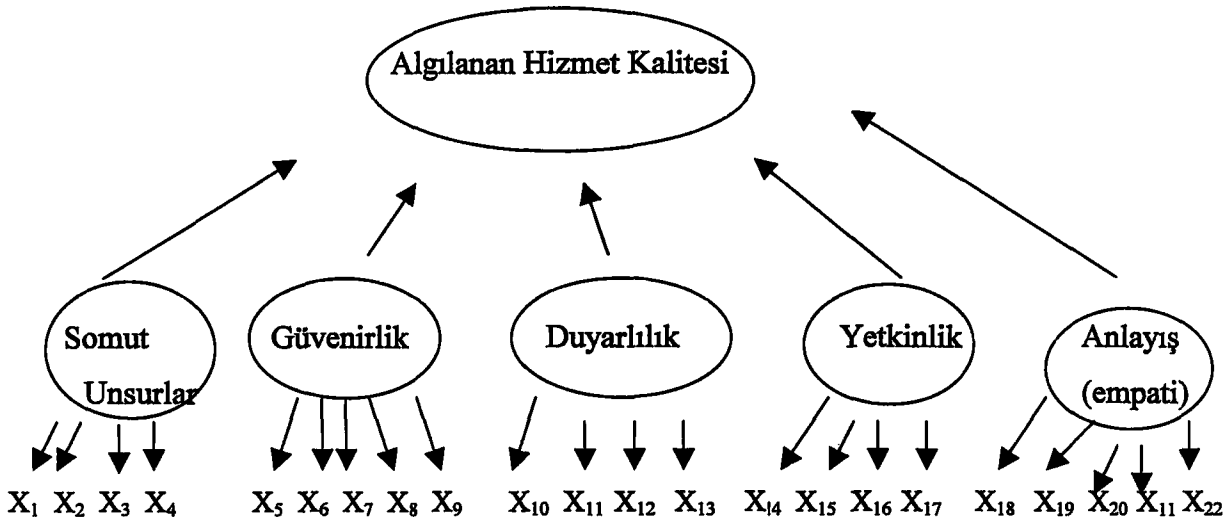 Algılanan Hizmet Kalitesi
Somut
Unsurlar
Güvenirlik
Duyarlılık
Yetkinlik
Anlayış
(empati)
X₁ X₂ X₃ X₄ X₅ X₆ X₇ X₈ X₉ X₁₀ X₁₁ X₁₂ X₁₃ X₁₄ X₁₅ X₁₆ X₁₇ X₁₈ X₁₉ X₂₀ X₁₁ X₂₂